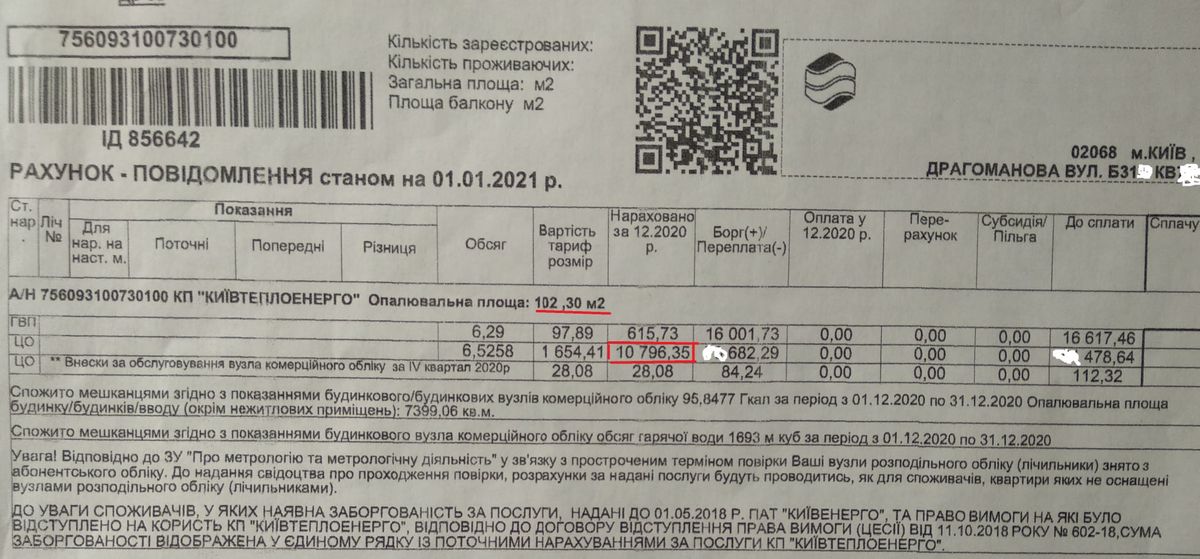 756093100730100
ІД 856642
Кількість зареєстрованих:
Кількість проживаючих:
Загальна площа: м2
Площа балкону м2
02068 м.КИЇВ ,
ДРАГОМАНОВА ВУЛ. Б31 КВ
РАХУНОК - ПОВІДОМЛЕННЯ станом на 01.01.2021 р.
Ст. нар. Ліч № Показання Для нар. на наст. м. Поточні Попередні Різниця Обсяг Вартість тариф розмір Нараховано за 12.2020 р. Борг(+)/ Переплата(-) Оплата у 12.2020 р. Пере- рахунок Субсидія/ Пільга До сплати Сплачу
А/Н 756093100730100 КП "КИЇВТЕПЛОЕНЕРГО" Опалювальна площа: 102 ,30 м2
ГВП 6,29 97,89 615,73 16 001,73 0,00 0,00 0,00 16 617,46
ЦО 6,5258 1 654,41 10 796,35 682,29 0,00 0,00 0,00 478,64
ЦО ** Внески за обслуговування вузла комерційного обліку за IV квартал 2020р 28,08 28,08 84,24 0,00 0,00 0,00 112,32
Спожито мешканцями згідно з показаннями будинкового/будинкових вузлів комерційного обліку 95,8477 Гкал за період з 01.12.2020 по 31.12.2020 Опалювальна площа
будинку/будинків/вводу (окрім нежитлових приміщень): 7399,06 кв.м.
Спожито мешканцями згідно з показаннями будинкового вузла комерційного обліку обсяг гарячої води 1693 м куб за період з 01.12.2020 по 31.12.2020
Увага! Відповідно до ЗУ "Про метрологію та метрологічну діяльність" у зв'язку з простроченим терміном повірки Ваші вузли розподільного обліку (лічильники) знято з
абонентського обліку. До надання свідоцтва про проходження повірки, розрахунки за надані послуги будуть проводитись, як для споживачів, квартири яких не оснащені
вузлами розподільного обліку (лічильниками).
ДО УВАГИ СПОЖИВАЧІВ, У ЯКИХ НАЯВНА ЗАБОРГОВАНІСТЬ ЗА ПОСЛУГИ, НАДАНІ ДО 01.05.2018 Р. ПАТ "КИЇВЕНЕРГО", ТА ПРАВО ВИМОГИ НА ЯКІ БУЛО
ВІДСТУПЛЕНО НА КОРИСТЬ КП "КИЇВТЕПЛОЕНЕРГО", ВІДПОВІДНО ДО ДОГОВОРУ ВІДСТУПЛЕННЯ ПРАВА ВИМОГИ (ЦЕСІЇ) ВІД 11.10.2018 РОКУ № 602-18,СУМА
ЗАБОРГОВАНОСТІ ВІДОБРАЖЕНА У ЄДИНОМУ РЯДКУ ІЗ ПОТОЧНИМИ НАРАХУВАННЯМИ ЗА ПОСЛУГИ КП "КИЇВТЕПЛОЕНЕРГО".